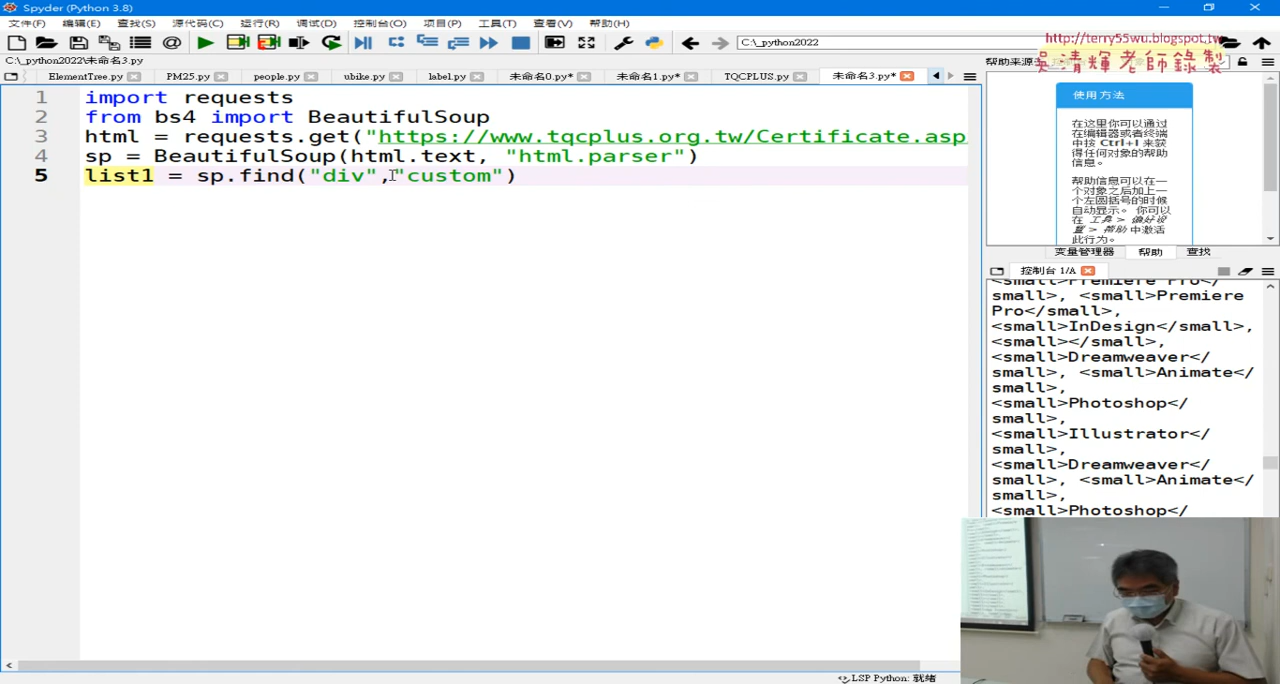 Spyder (Python 3.8)
文件(F) 编辑(E) 查找(S) 源代码(C) 运行(R) 调试(D) 控制台(O) 项目(P) 工具(T) 查看(V) 帮助(H)
C:\_python2022
http://terry55wu.blogspot.tw
C:\_python2022\未命名3.py
帮助来源
吳清輝老師錄製
ElementTree.py PM25.py people.py ubike.py label.py 未命名0.py* 未命名1.py* TQCPLUS.py 未命名3.py*
1 import requests
2 from bs4 import BeautifulSoup
3 html = requests.get("https://www.tqcplus.org.tw/Certificate.asp
4 sp = BeautifulSoup(html.text, "html.parser")
5 list1 = sp.find("div","custom")
使用方法
在这里你可以通过
在编辑器或者终端
中按 Ctrl+I 来获
得任何对象的帮助
信息。
帮助信息可以在一
个对象之后加上一
个左圆括号的时候
自动显示。 你可以
在 工具 > 偏好设
置 > 帮助 中激活
此行为。
变量管理器 帮助 查找
控制台 1/A
<small>Premiere Pro</
small>, <small>Premiere
Pro</small>,
<small>InDesign</small>,
<small></small>,
<small>Dreamweaver</
small>, <small>Animate</
small>,
<small>Photoshop</
small>,
<small>Illustrator</
small>,
<small>Dreamweaver</
small>, <small>Animate</
small>,
<small>Photoshop</
LSP Python: 就绪